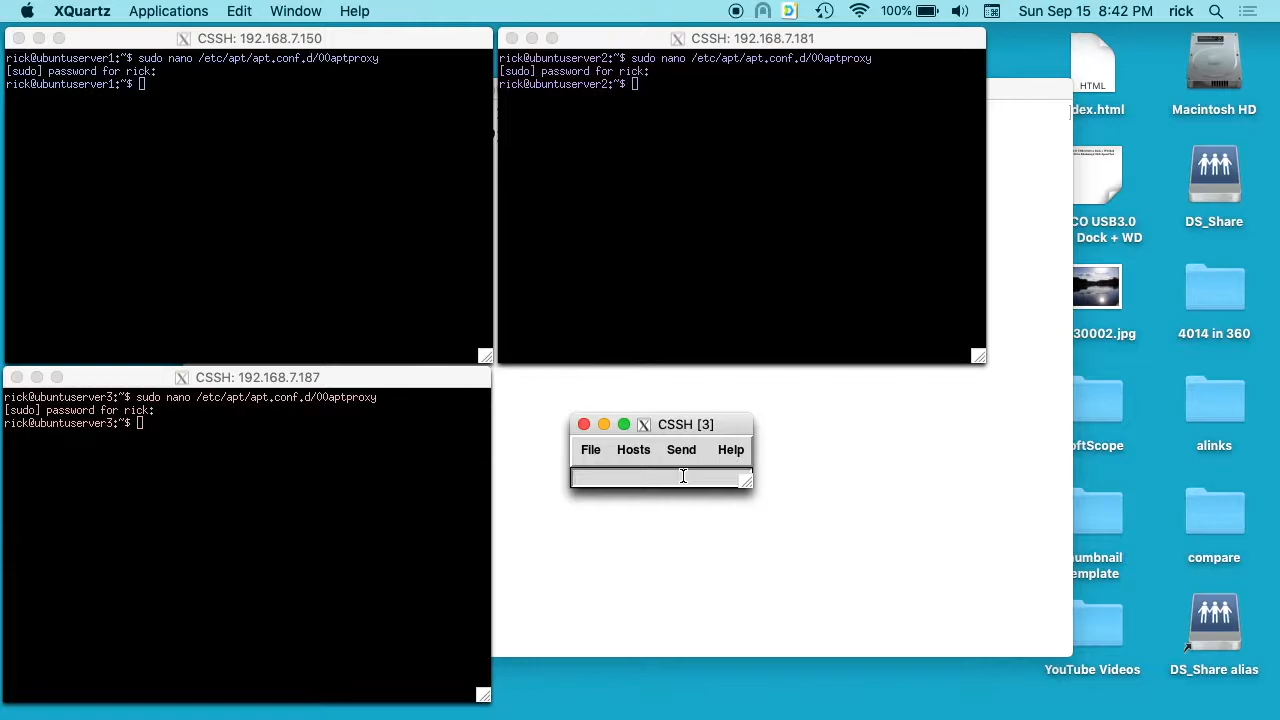 XQuartz Applications Edit Window Help 100% Sun Sep 15 8:42 PM rick
CSSH: 192.168.7.150
rick@ubuntuserver1:~$ sudo nano /etc/apt/apt.conf.d/00aptproxy
[sudo] password for rick:
rick@ubuntuserver1:~$
CSSH: 192.168.7.181
rick@ubuntuserver2:~$ sudo nano /etc/apt/apt.conf.d/00aptproxy
[sudo] password for rick:
rick@ubuntuserver2:~$
CSSH: 192.168.7.187
rick@ubuntuserver3:~$ sudo nano /etc/apt/apt.conf.d/00aptproxy
[sudo] password for rick:
rick@ubuntuserver3:~$
CSSH [3]
File Hosts Send Help
HTML
dex.html
Macintosh HD
CO USB3.0
Dock + WD
DS_Share
30002.jpg
4014 in 360
oftScope
alinks
umbnail
emplate
compare
YouTube Videos
DS_Share alias